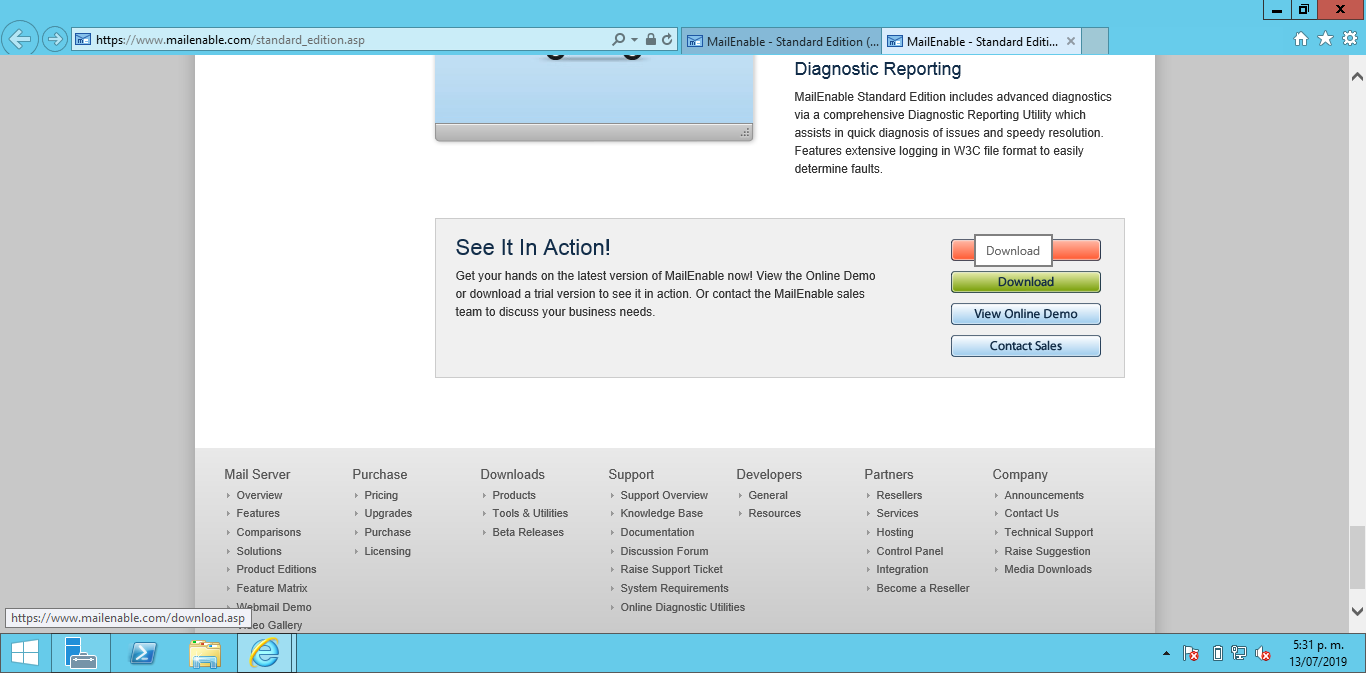 https://www.mailenable.com/standard_edition.asp
MailEnable - Standard Edition (...
MailEnable - Standard Editi...
Diagnostic Reporting
MailEnable Standard Edition includes advanced diagnostics
via a comprehensive Diagnostic Reporting Utility which
assists in quick diagnosis of issues and speedy resolution.
Features extensive logging in W3C file format to easily
determine faults.
See It In Action!
Get your hands on the latest version of MailEnable now! View the Online Demo
or download a trial version to see it in action. Or contact the MailEnable sales
team to discuss your business needs.
Download
Download
View Online Demo
Contact Sales
Mail Server
Overview
Features
Comparisons
Solutions
Product Editions
Feature Matrix
Webmail Demo
Video Gallery
Purchase
Pricing
Upgrades
Purchase
Licensing
Downloads
Products
Tools & Utilities
Beta Releases
Support
Support Overview
Knowledge Base
Documentation
Discussion Forum
Raise Support Ticket
System Requirements
Online Diagnostic Utilities
Developers
General
Resources
Partners
Resellers
Services
Hosting
Control Panel
Integration
Become a Reseller
Company
Announcements
Contact Us
Technical Support
Raise Suggestion
Media Downloads
https://www.mailenable.com/download.asp
5:31 p. m.
13/07/2019